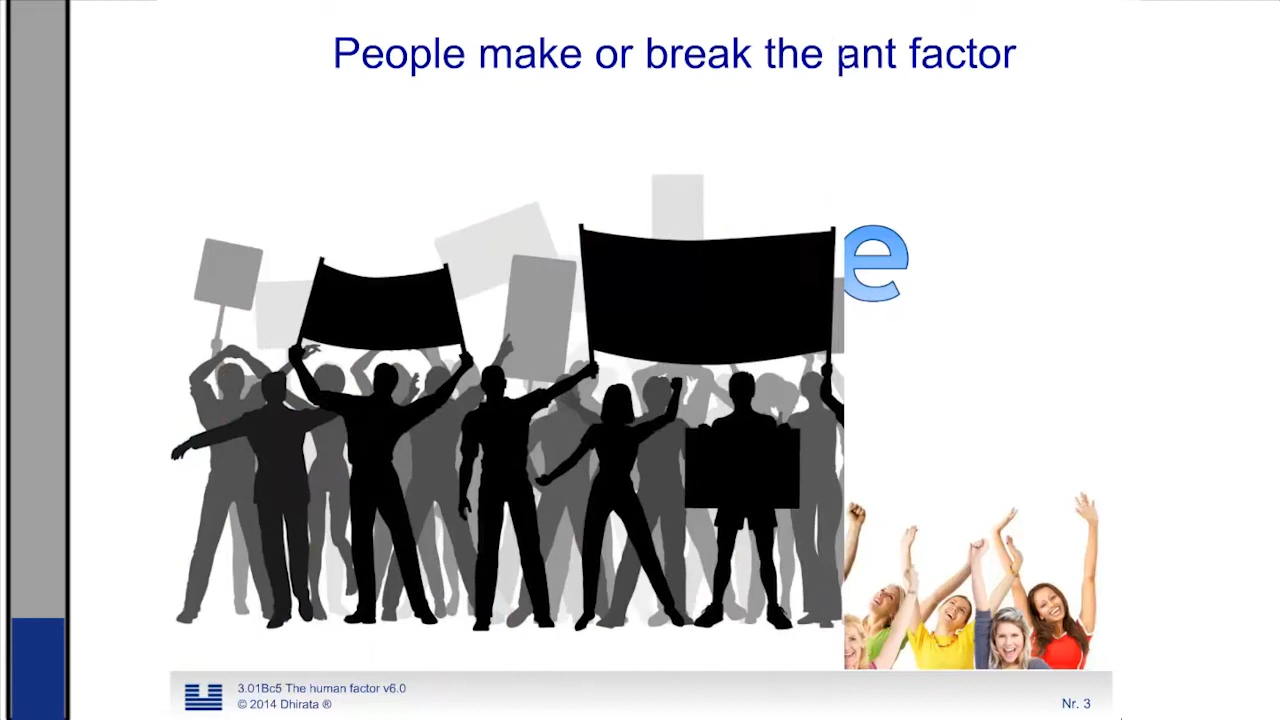 People make or break the ant factor
e
3.01Bc5 The human factor v6.0
© 2014 Dhirata ®
Nr. 3